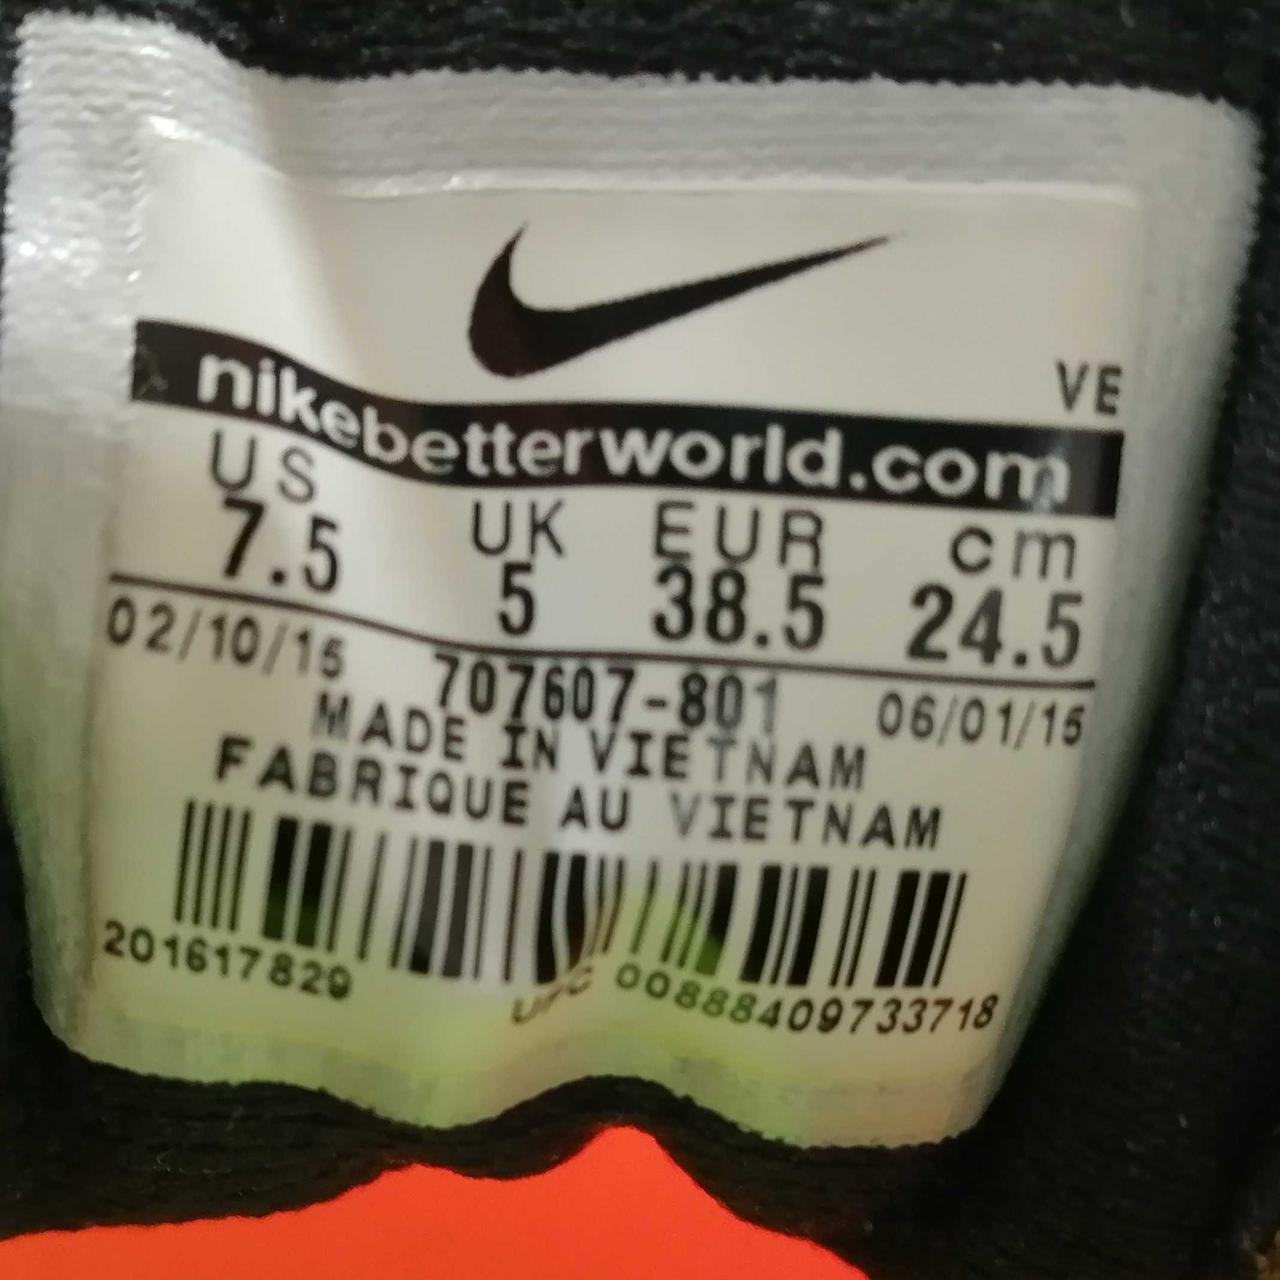 VE
nikebetterworld.com
US UK EUR cm
7.5 5 38.5 24.5
02/10/15 707607-801 06/01/15
MADE IN VIETNAM
FABRIQUE AU VIETNAM
201617829 UPC 00888409733718